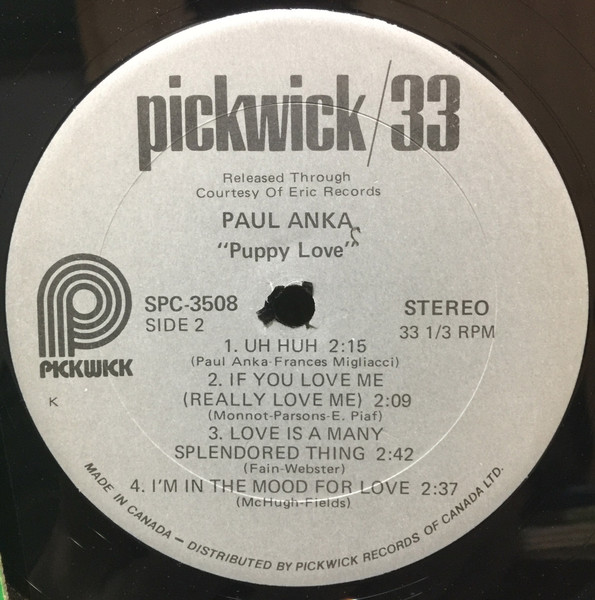 pickwick/33
Released Through
Courtesy Of Eric Records
PAUL ANKA
"Puppy Love"
PICKWICK
SPC-3508
SIDE 2
STEREO
33 1/3 RPM
1. UH HUH 2:15
(Paul Anka-Frances Migliacci)
2. IF YOU LOVE ME
(REALLY LOVE ME) 2:09
(Monnot-Parsons-E. Piaf)
3. LOVE IS A MANY
SPLENDORED THING 2:42
(Fain-Webster)
4. I'M IN THE MOOD FOR LOVE 2:37
(McHugh-Fields)
K
MADE IN CANADA — DISTRIBUTED BY PICKWICK RECORDS OF CANADA LTD.